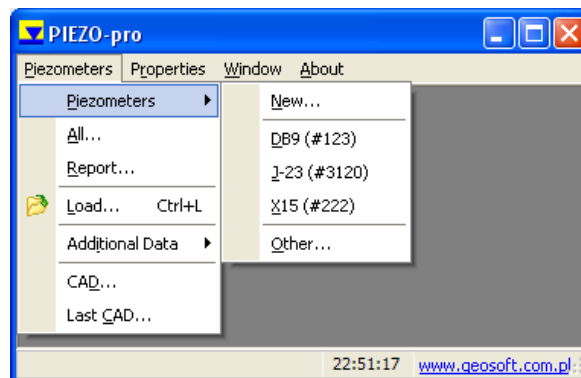 PIEZO-pro
Piezometers Properties Window About
Piezometers
All...
Report...
Load... Ctrl+L
Additional Data
CAD...
Last CAD...
New...
DB9 (#123)
J-23 (#3120)
X15 (#222)
Other...
22:51:17 www.geosoft.com.pl